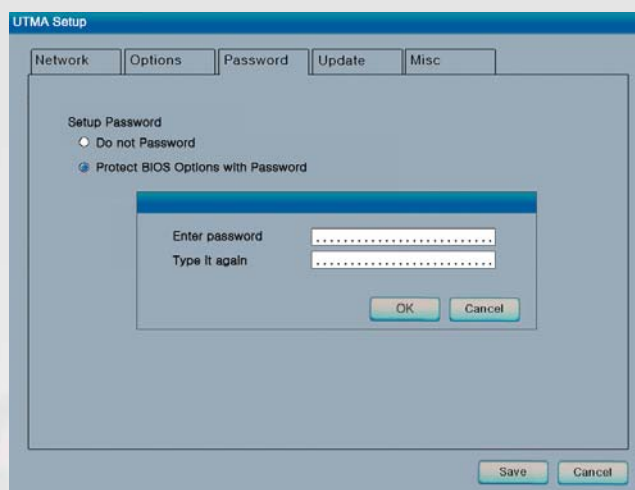 UTMA Setup
Network Options Password Update Misc
Setup Password
Do not Password
Protect BIOS Options with Password
Enter password ..........................
Type It again ..........................
OK Cancel
Save Cancel